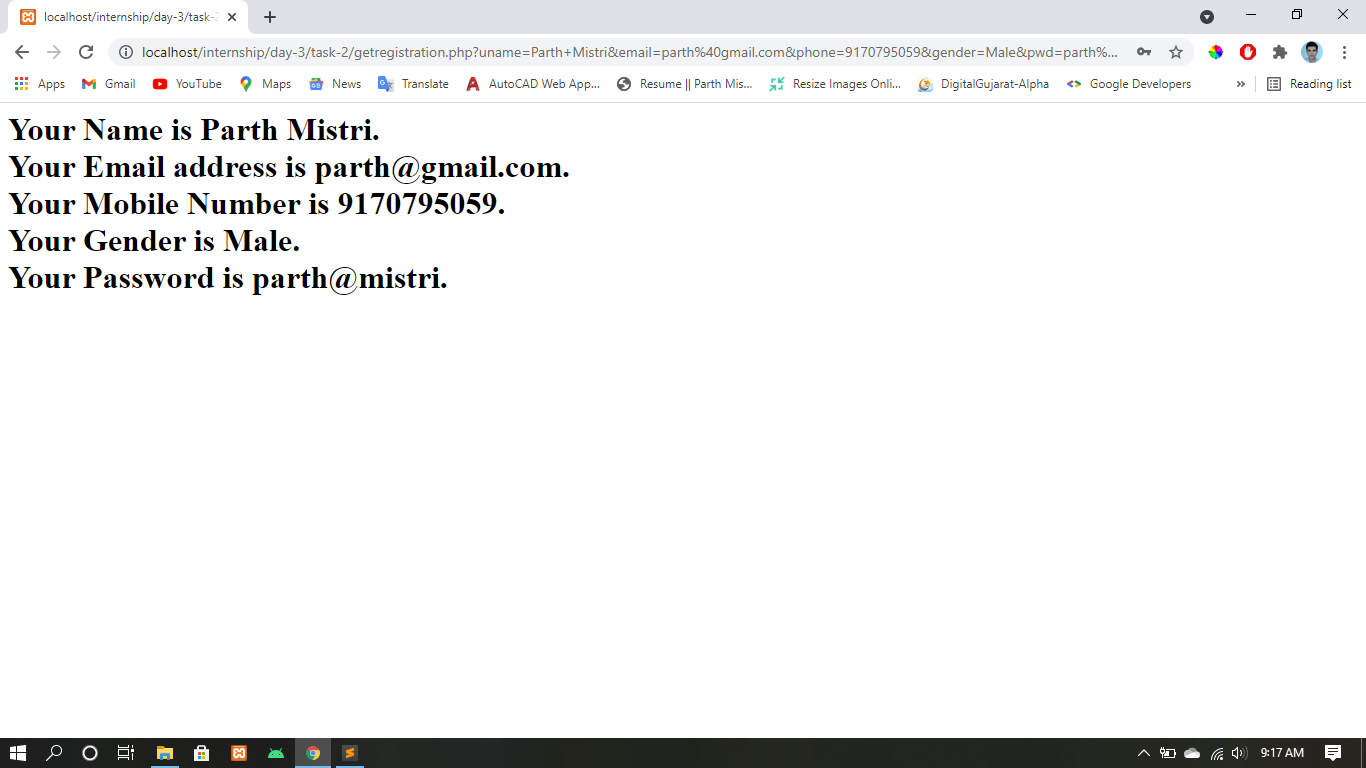 localhost/internship/day-3/task-2
localhost/internship/day-3/task-2/getregistration.php?uname=Parth+Mistri&email=parth%40gmail.com&phone=9170795059&gender=Male&pwd=parth%...
Apps Gmail YouTube Maps News Translate AutoCAD Web App... Resume || Parth Mis... Resize Images Onli... DigitalGujarat-Alpha Google Developers » Reading list
Your Name is Parth Mistri.
Your Email address is parth@gmail.com.
Your Mobile Number is 9170795059.
Your Gender is Male.
Your Password is parth@mistri.
9:17 AM